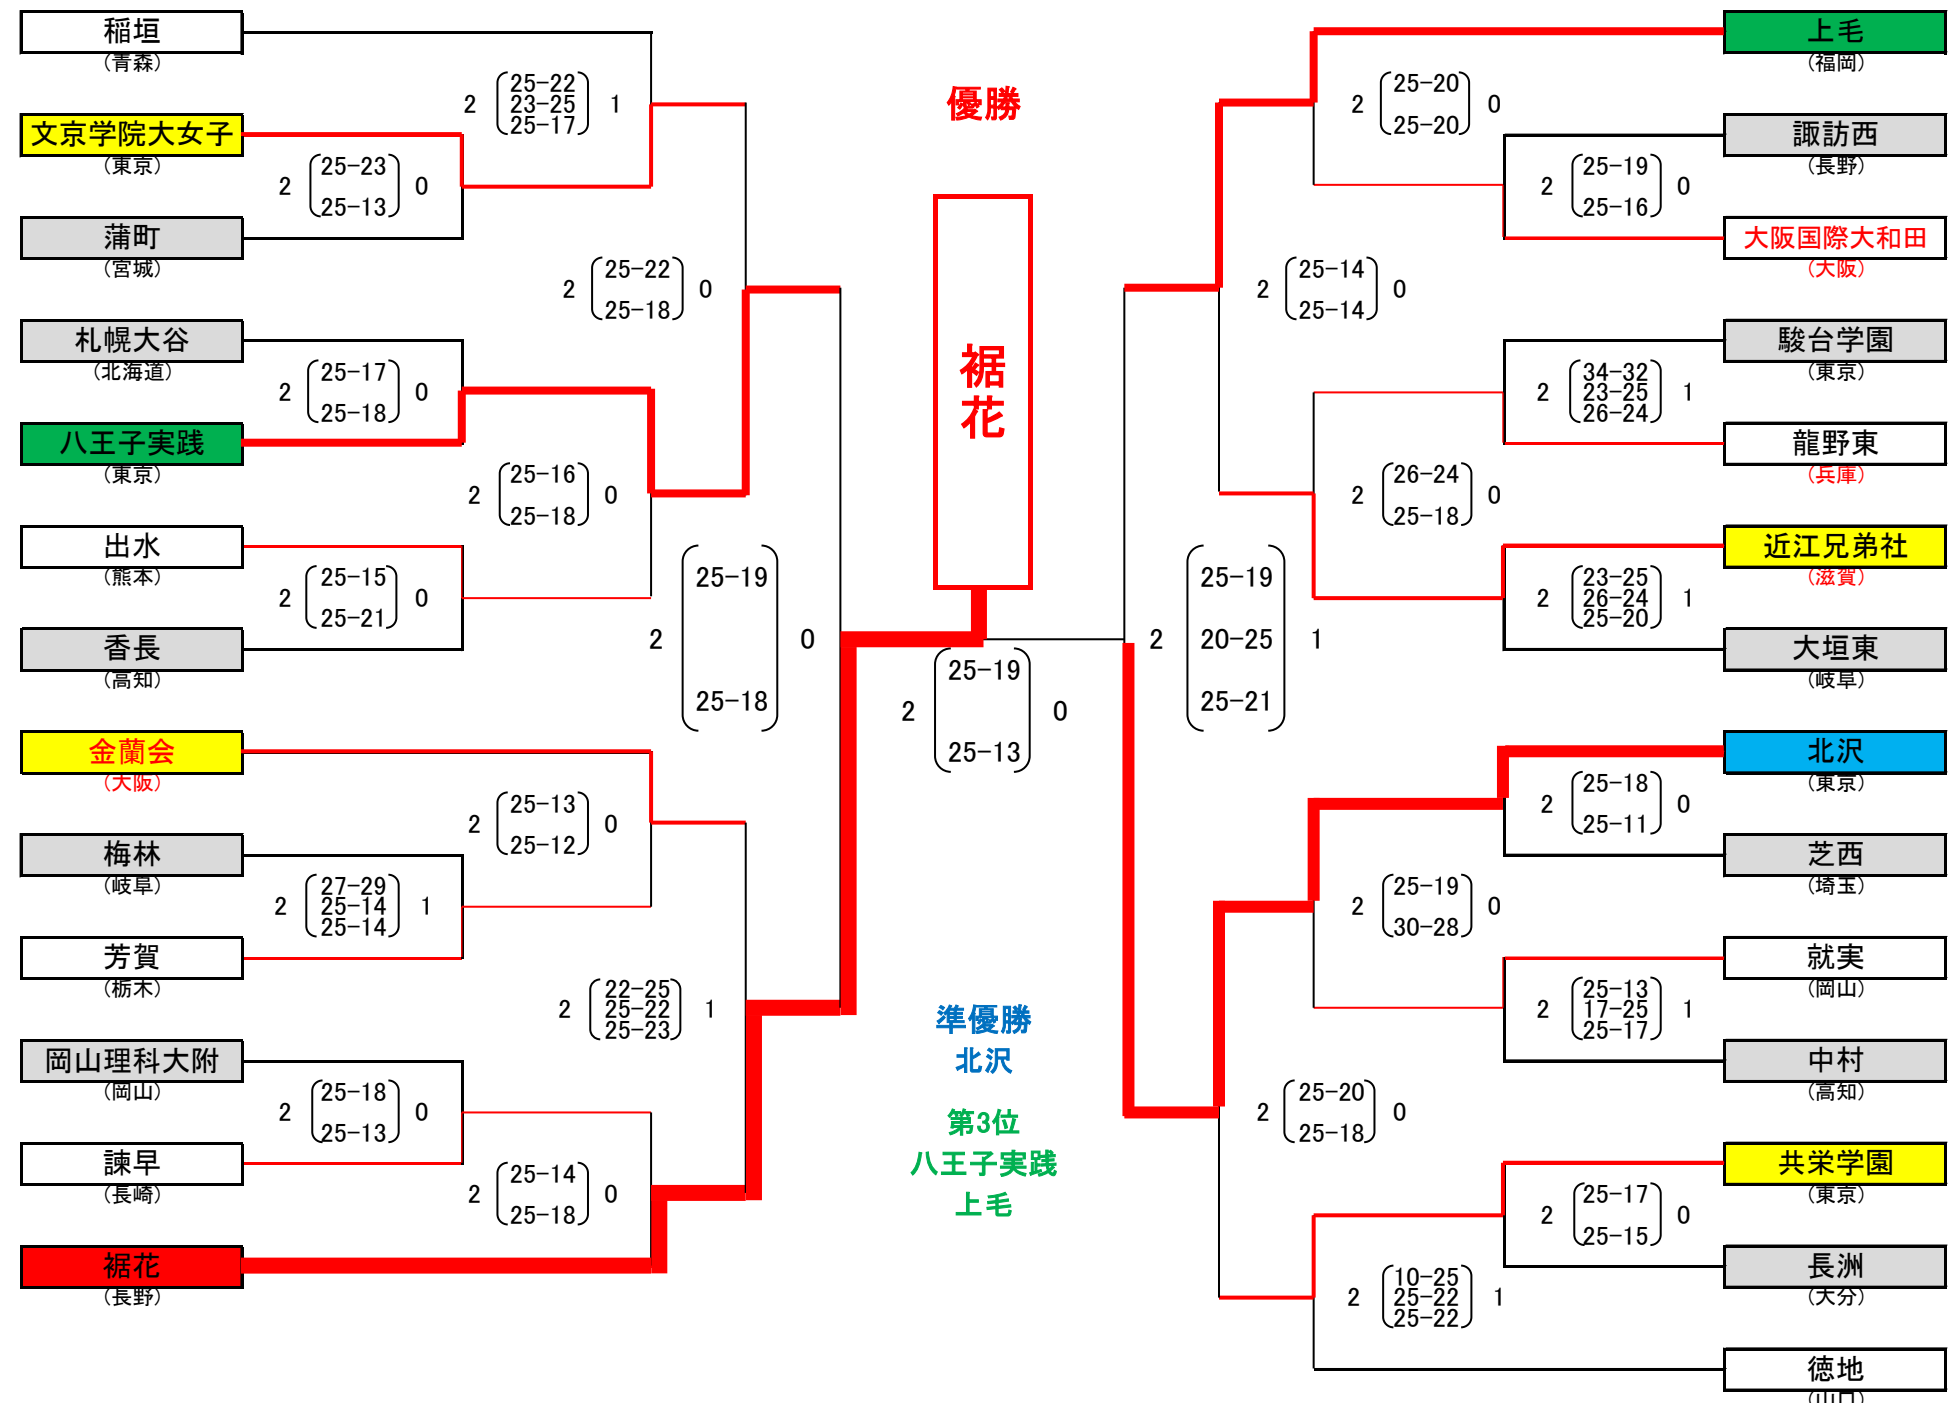 稲垣
(青森)
2 25-22 1
23-25
25-17
文京学院大女子
(東京)
2 25-23 0
25-13
蒲町
(宮城)
2 25-22 0
25-18
札幌大谷
(北海道)
2 25-17 0
25-18
八王子実践
(東京)
2 25-16 0
25-18
出水
(熊本)
2 25-15 0
25-21
香長
(高知)
2 25-19 0
25-18
金蘭会
(大阪)
2 25-13 0
25-12
梅林
(岐阜)
2 27-29 1
25-14
25-14
芳賀
(栃木)
2 22-25 1
25-22
25-23
岡山理科大附
(岡山)
2 25-18 0
25-13
諫早
(長崎)
2 25-14 0
25-18
裾花
(長野)
優勝
裾花
2 25-19 0
25-13
準優勝
北沢
第3位
八王子実践
上毛
上毛
(福岡)
2 25-20 0
25-20
諏訪西
(長野)
2 25-19 0
25-16
大阪国際大和田
(大阪)
2 25-14 0
25-14
駿台学園
(東京)
2 34-32 1
23-25
26-24
龍野東
(兵庫)
2 26-24 0
25-18
近江兄弟社
(滋賀)
2 23-25 1
26-24
25-20
大垣東
(岐阜)
2 25-19 1
20-25
25-21
北沢
(東京)
2 25-18 0
25-11
芝西
(埼玉)
2 25-19 0
30-28
就実
(岡山)
2 25-13 1
17-25
25-17
中村
(高知)
2 25-20 0
25-18
共栄学園
(東京)
2 25-17 0
25-15
長洲
(大分)
2 10-25 1
25-22
25-22
徳地
(山口)